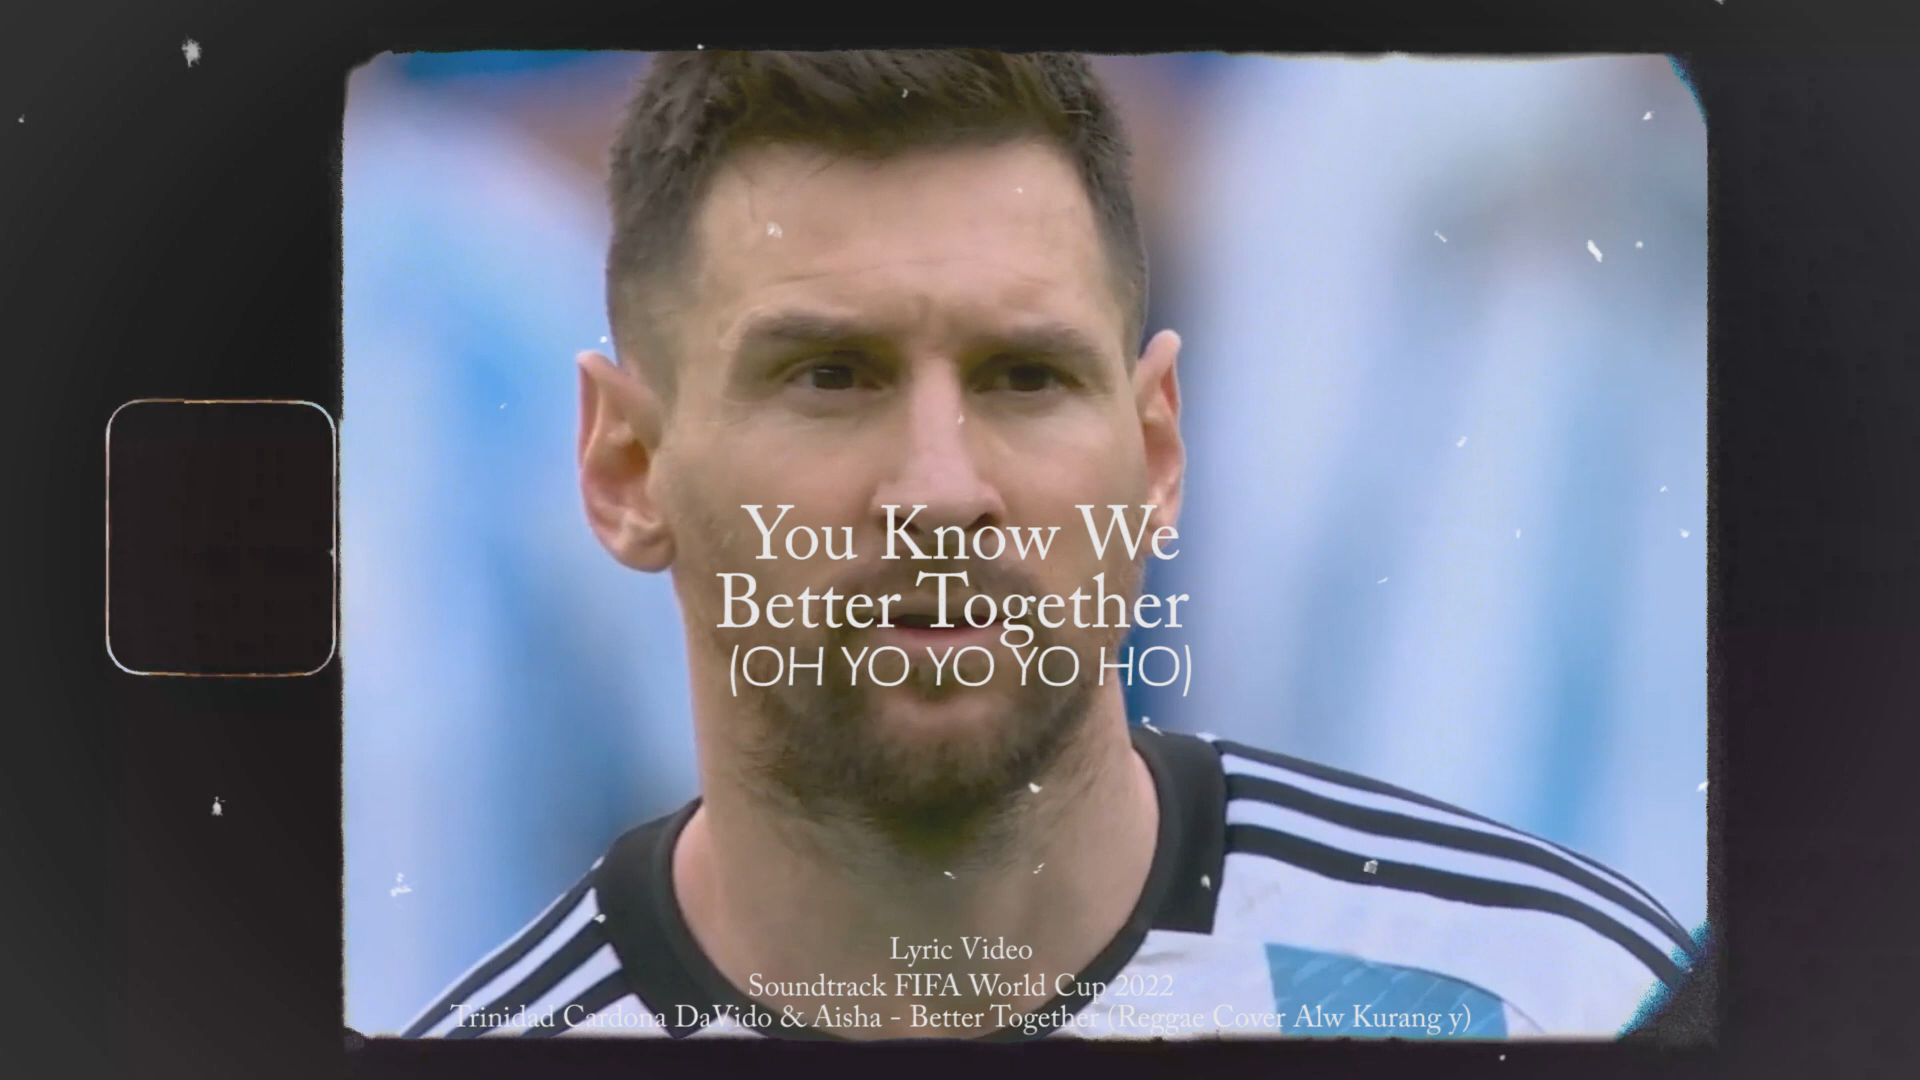 You Know We
Better Together
(OH YO YO YO HO)
Lyric Video
Soundtrack FIFA World Cup 2022
Trinidad Cardona DaVido & Aisha - Better Together (Reggae Cover Alw Kurang y)